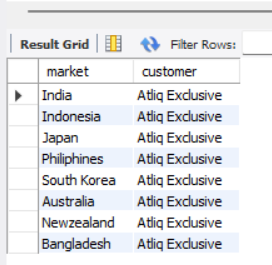 Result Grid Filter Rows:
market customer
India Atliq Exclusive
Indonesia Atliq Exclusive
Japan Atliq Exclusive
Philiphines Atliq Exclusive
South Korea Atliq Exclusive
Australia Atliq Exclusive
Newzealand Atliq Exclusive
Bangladesh Atliq Exclusive